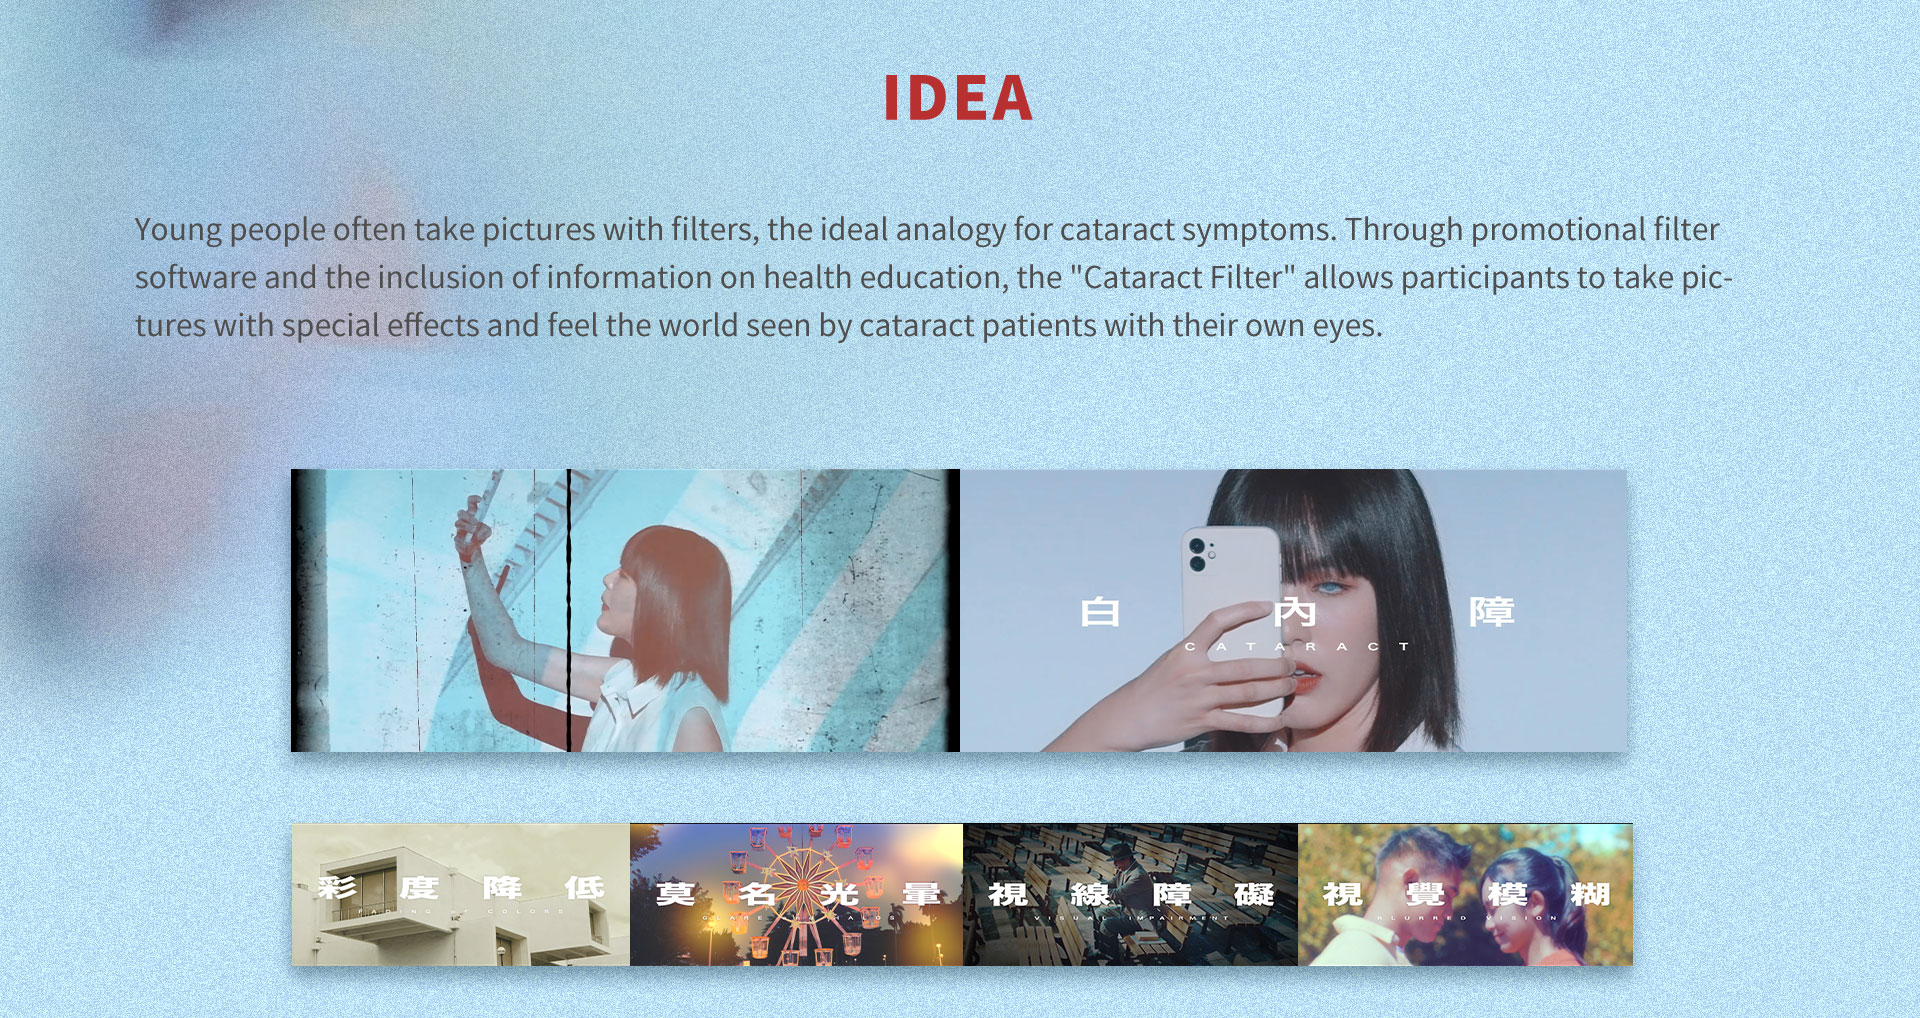 IDEA
Young people often take pictures with filters, the ideal analogy for cataract symptoms. Through promotional filter
software and the inclusion of information on health education, the "Cataract Filter" allows participants to take pic-
tures with special effects and feel the world seen by cataract patients with their own eyes.
白內障
CATARACT
彩度降低
FADING OF COLORS
莫名光暈
GLARE HALOS
視線障礙
VISUAL IMPAIRMENT
視覺模糊
BLURRED VISION